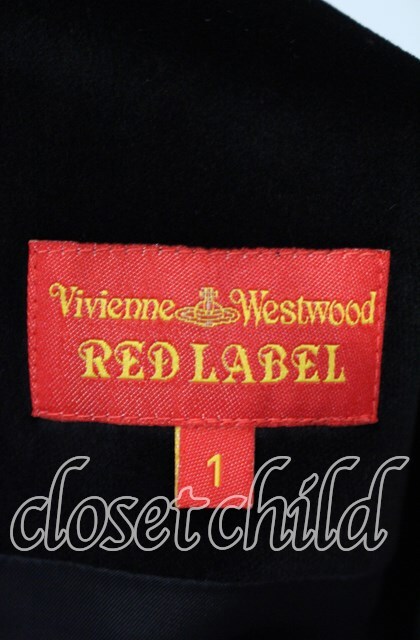 Vivienne Westwood
RED LABEL
1
closet child